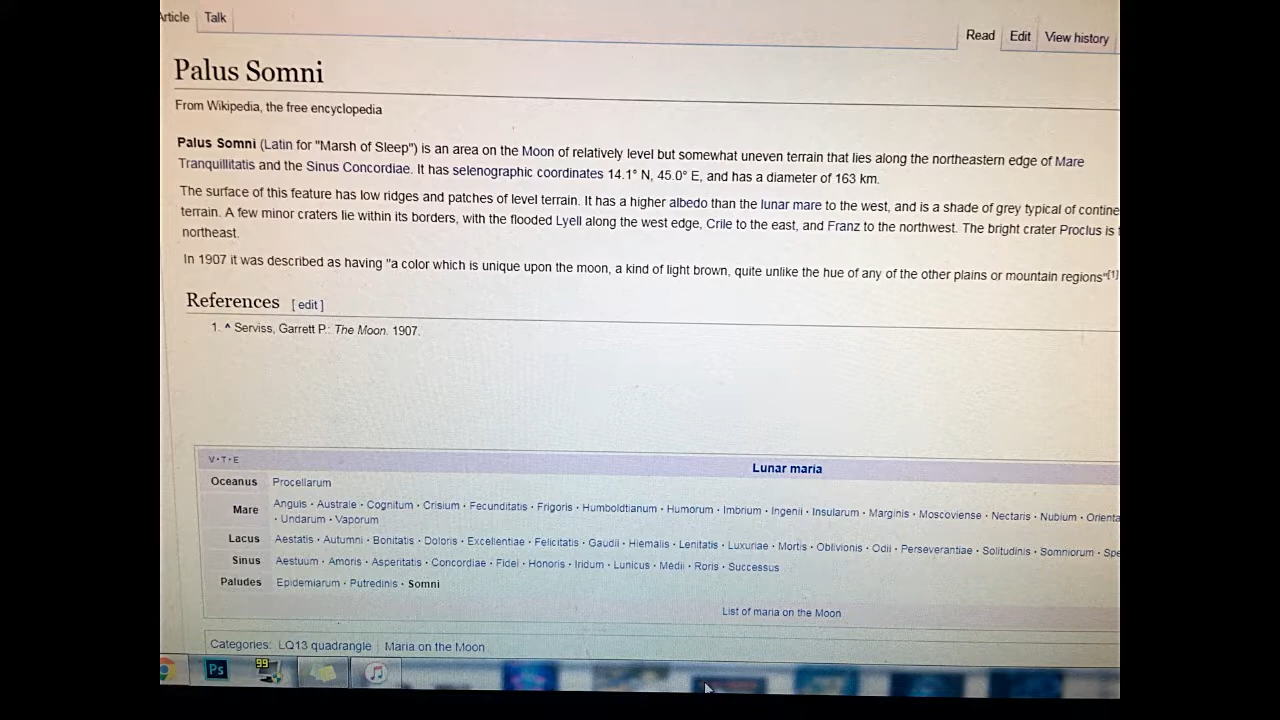 Article Talk
Read Edit View history
Palus Somni
From Wikipedia, the free encyclopedia
Palus Somni (Latin for "Marsh of Sleep") is an area on the Moon of relatively level but somewhat uneven terrain that lies along the northeastern edge of Mare
Tranquillitatis and the Sinus Concordiae. It has selenographic coordinates 14.1° N, 45.0° E, and has a diameter of 163 km.
The surface of this feature has low ridges and patches of level terrain. It has a higher albedo than the lunar mare to the west, and is a shade of grey typical of contine
terrain. A few minor craters lie within its borders, with the flooded Lyell along the west edge, Crile to the east, and Franz to the northwest. The bright crater Proclus is
northeast.
In 1907 it was described as having "a color which is unique upon the moon, a kind of light brown, quite unlike the hue of any of the other plains or mountain regions"[1]
References [ edit ]
1. ^ Serviss, Garrett P.: The Moon. 1907.
V·T·E Lunar maria
Oceanus Procellarum
Mare Anguis · Australe · Cognitum · Crisium · Fecunditatis · Frigoris · Humboldtianum · Humorum · Imbrium · Ingenii · Insularum · Marginis · Moscoviense · Nectaris · Nubium · Orienta
· Undarum · Vaporum
Lacus Aestatis · Autumni · Bonitatis · Doloris · Excellentiae · Felicitatis · Gaudii · Hiemalis · Lenitatis · Luxuriae · Mortis · Oblivionis · Odii · Perseverantiae · Solitudinis · Somniorum · Spe
Sinus Aestuum · Amoris · Asperitatis · Concordiae · Fidei · Honoris · Iridum · Lunicus · Medii · Roris · Successus
Paludes Epidemiarum · Putredinis · Somni
List of maria on the Moon
Categories: LQ13 quadrangle | Maria on the Moon
Ps 99